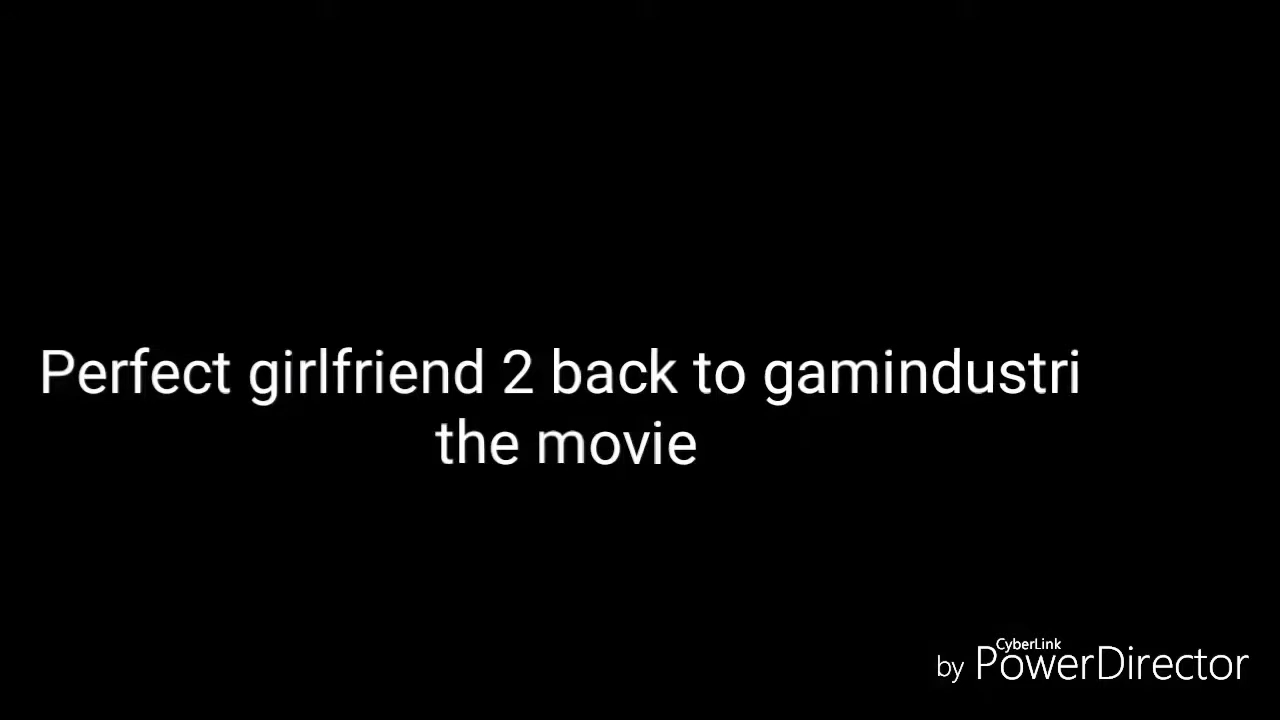 Perfect girlfriend 2 back to gamindustri
the movie
CyberLink
by PowerDirector